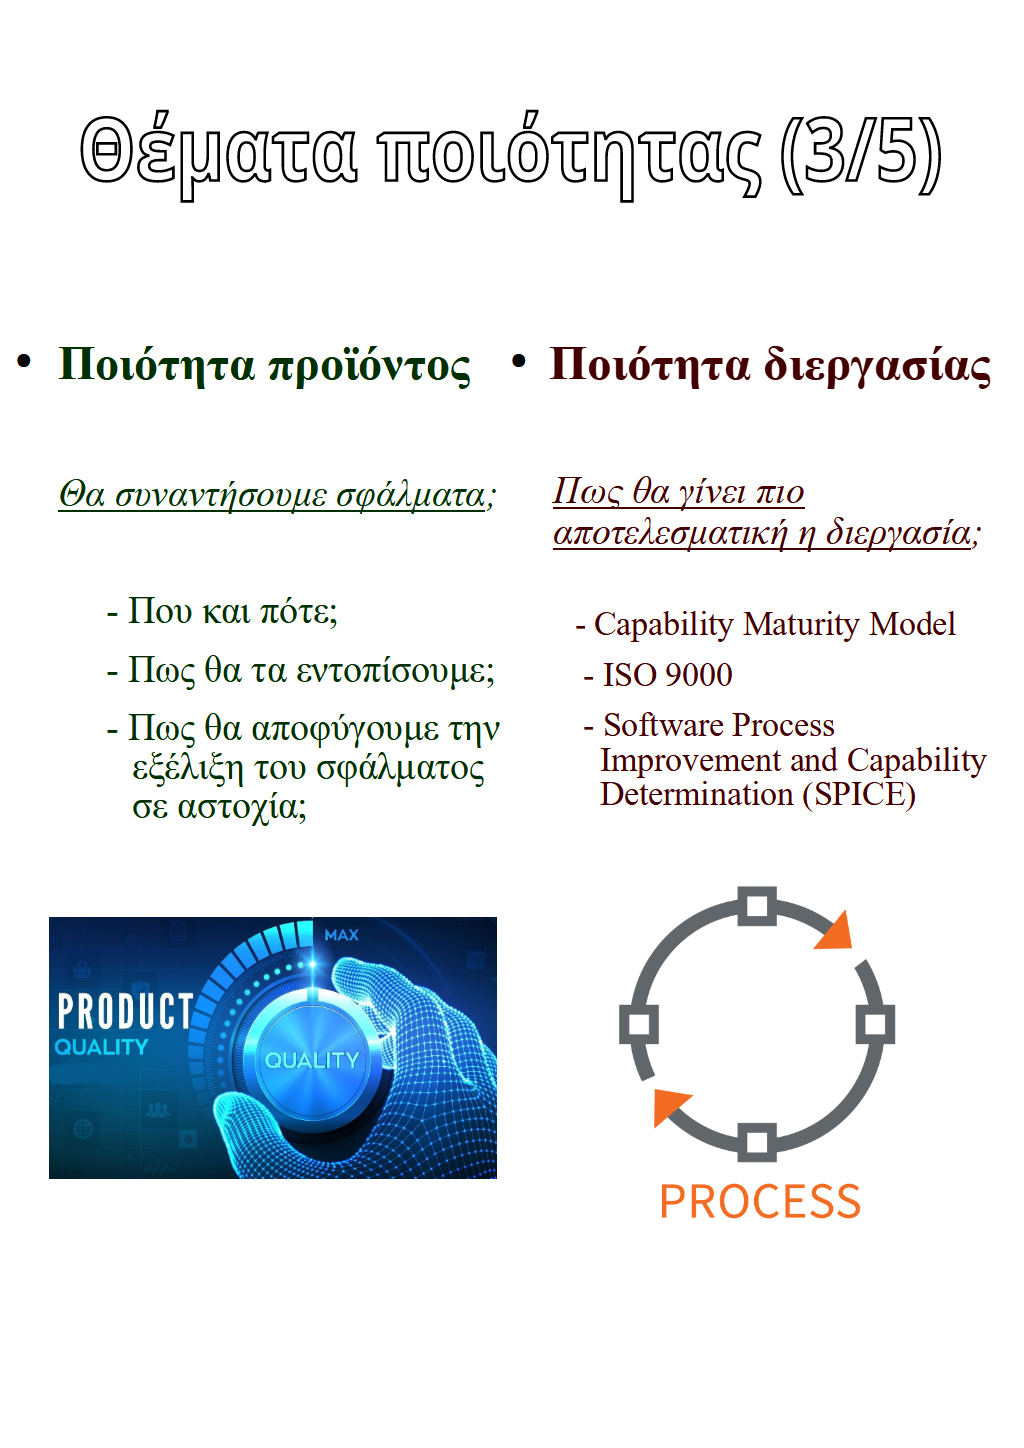 Θέματα ποιότητας (3/5)
• Ποιότητα προϊόντος
Θα συναντήσουμε σφάλματα;
- Που και πότε;
- Πως θα τα εντοπίσουμε;
- Πως θα αποφύγουμε την
εξέλιξη του σφάλματος
σε αστοχία;
MAX
PRODUCT
QUALITY
QUALITY
• Ποιότητα διεργασίας
Πως θα γίνει πιο
αποτελεσματική η διεργασία;
- Capability Maturity Model
- ISO 9000
- Software Process
Improvement and Capability
Determination (SPICE)
PROCESS